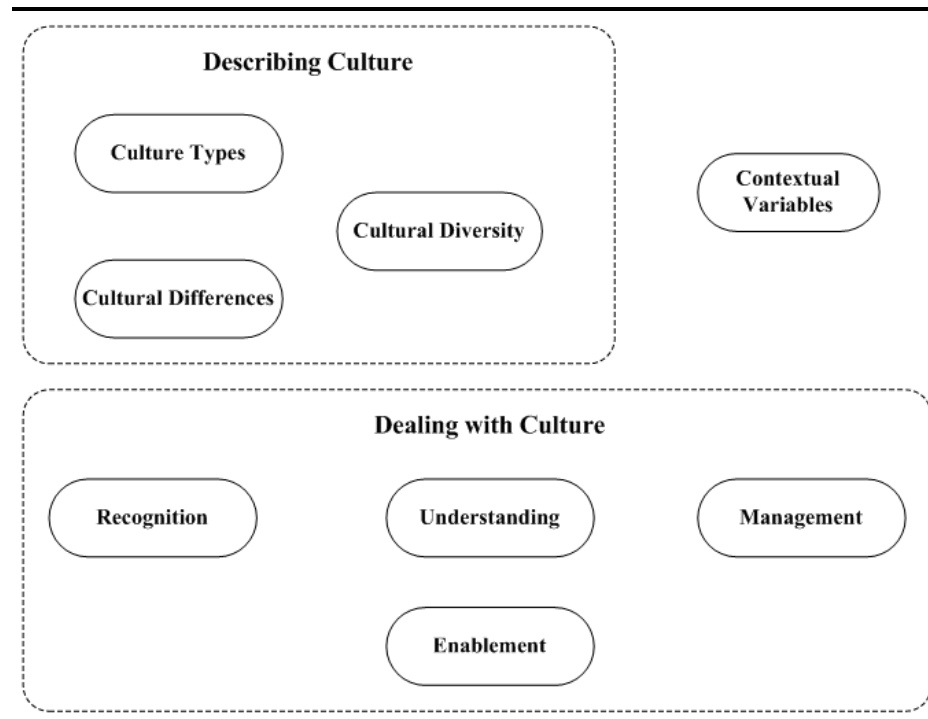 Describing Culture
Culture Types
Cultural Diversity
Cultural Differences
Contextual
Variables
Dealing with Culture
Recognition
Understanding
Management
Enablement